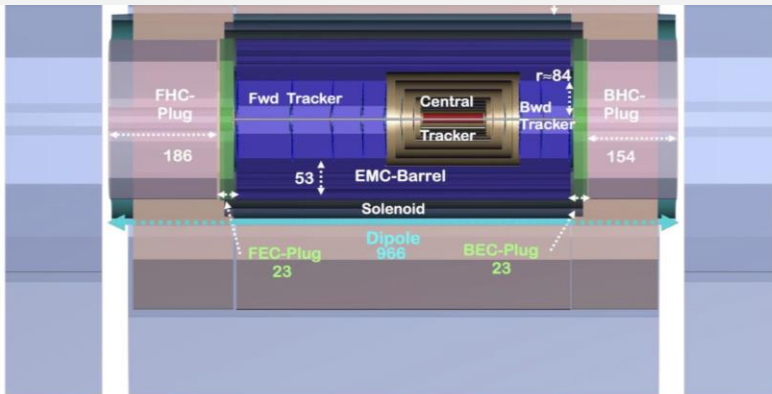 r≈84
FHC-
Plug
Fwd Tracker
Central
Tracker
Bwd
Tracker
BHC-
Plug
186
53
EMC-Barrel
154
Solenoid
Dipole
966
FEC-Plug
23
BEC-Plug
23